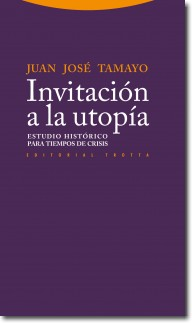 JUAN JOSÉ TAMAYO
Invitación
a la utopía
ESTUDIO HISTÓRICO
PARA TIEMPOS DE CRISIS
EDITORIAL TROTTA